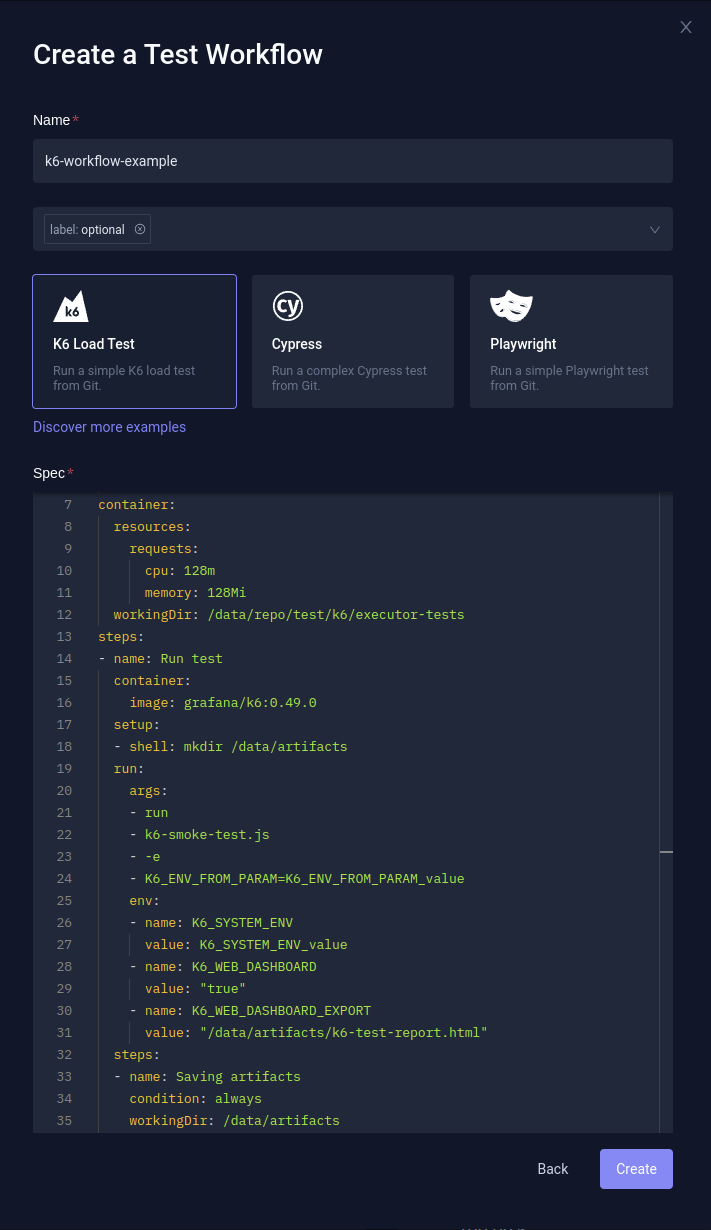 Create a Test Workflow
Name*
k6-workflow-example
label: optional
k6
K6 Load Test
Run a simple K6 load test
from Git.
cy
Cypress
Run a complex Cypress test
from Git.
Playwright
Run a simple Playwright test
from Git.
Discover more examples
Spec*
7 container:
8 resources:
9 requests:
10 cpu: 128m
11 memory: 128Mi
12 workingDir: /data/repo/test/k6/executor-tests
13 steps:
14 - name: Run test
15 container:
16 image: grafana/k6:0.49.0
17 setup:
18 - shell: mkdir /data/artifacts
19 run:
20 args:
21 - run
22 - k6-smoke-test.js
23 - -e
24 - K6_ENV_FROM_PARAM=K6_ENV_FROM_PARAM_value
25 env:
26 - name: K6_SYSTEM_ENV
27 value: K6_SYSTEM_ENV_value
28 - name: K6_WEB_DASHBOARD
29 value: "true"
30 - name: K6_WEB_DASHBOARD_EXPORT
31 value: "/data/artifacts/k6-test-report.html"
32 steps:
33 - name: Saving artifacts
34 condition: always
35 workingDir: /data/artifacts
Back
Create